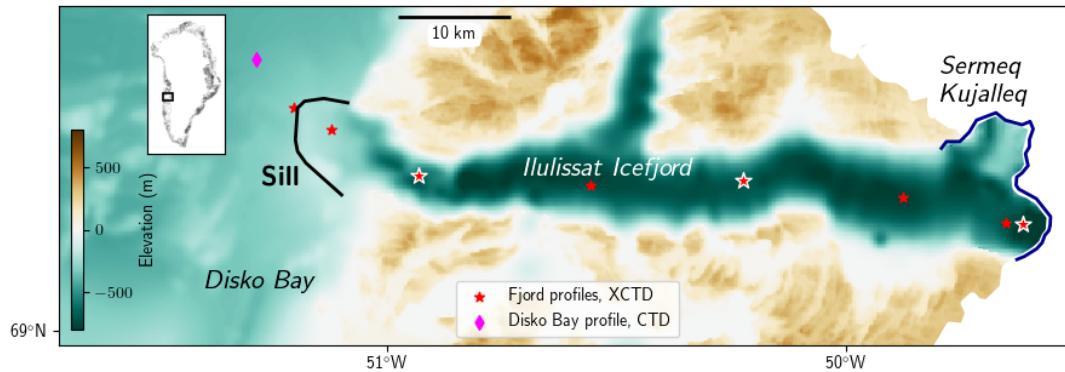 10 km
Sermeq
Kujalleq
Sill
Ilulissat Icefjord
500
0
−500
Elevation (m)
Disko Bay
Fjord profiles, XCTD
Disko Bay profile, CTD
69°N
51°W
50°W